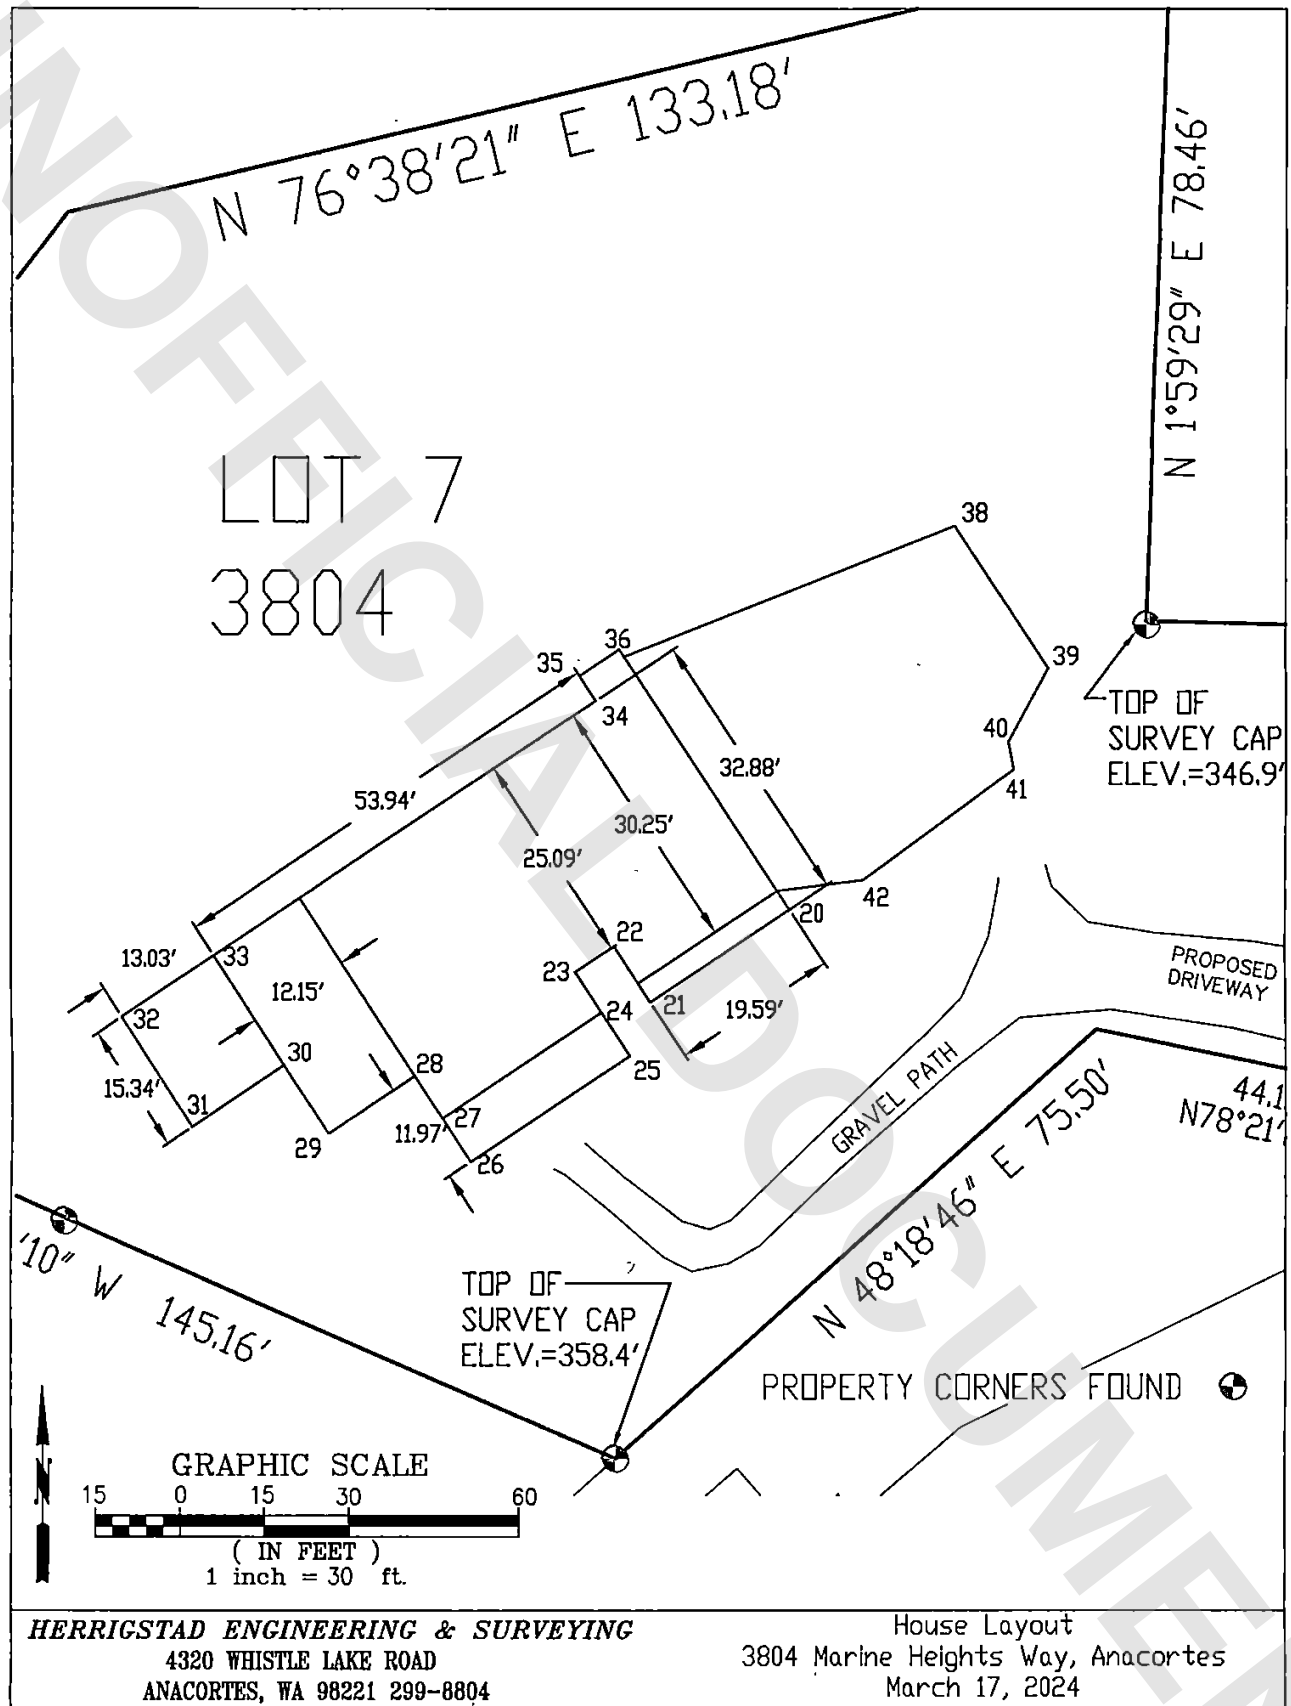 N 76°38'21" E 133.18'
N 1°59'29" E 78.46'
LOT 7
3804
38
36
35
39
34
TOP OF
SURVEY CAP
ELEV.=346.9'
40
32.88'
41
53.94'
30.25'
25.09'
42
20
22
33
13.03'
23
PROPOSED
DRIVEWAY
12.15'
21
19.59'
24
32
30
28
25
15.34'
31
GRAVEL PATH
44.1
N78°21'
27
11.97'
29
26
N 48°18'46" E 75.50'
'10" W 145.16'
TOP OF
SURVEY CAP
ELEV.=358.4'
PROPERTY CORNERS FOUND
N
GRAPHIC SCALE
15 0 15 30 60
( IN FEET )
1 inch = 30 ft.
HERRIGSTAD ENGINEERING & SURVEYING
4320 WHISTLE LAKE ROAD
ANACORTES, WA 98221 299-8804
House Layout
3804 Marine Heights Way, Anacortes
March 17, 2024
UNOFFICIAL DOCUMENT